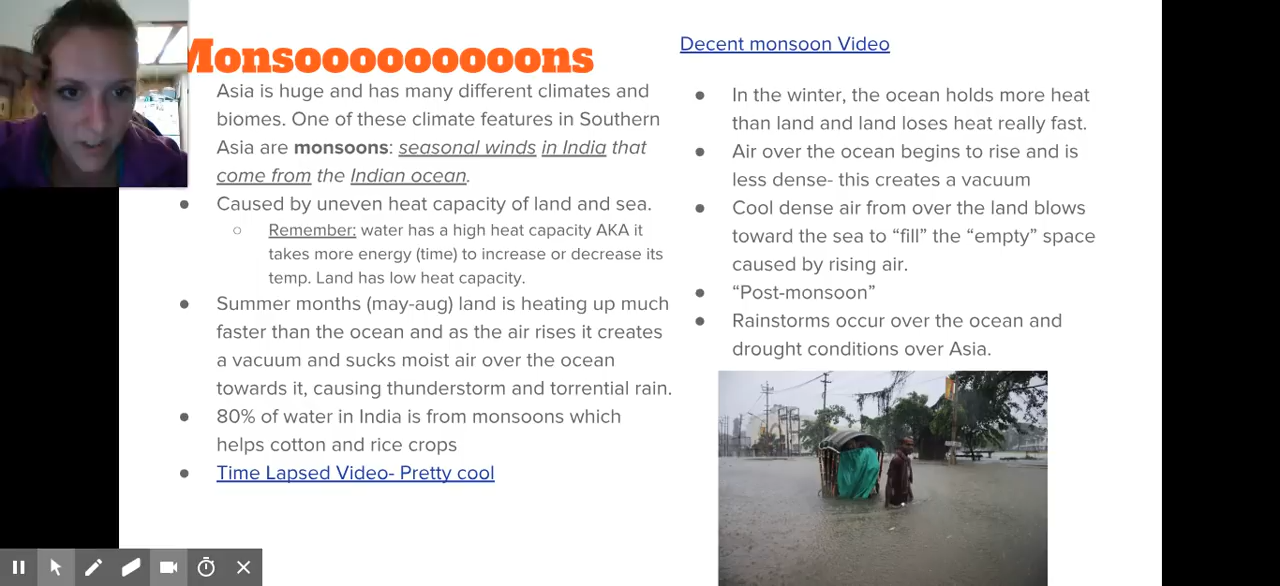 Monsooooooooons
Asia is huge and has many different climates and
biomes. One of these climate features in Southern
Asia are monsoons: seasonal winds in India that
come from the Indian ocean.
Caused by uneven heat capacity of land and sea.
Remember: water has a high heat capacity AKA it
takes more energy (time) to increase or decrease its
temp. Land has low heat capacity.
Summer months (may-aug) land is heating up much
faster than the ocean and as the air rises it creates
a vacuum and sucks moist air over the ocean
towards it, causing thunderstorm and torrential rain.
80% of water in India is from monsoons which
helps cotton and rice crops
Time Lapsed Video- Pretty cool
Decent monsoon Video
In the winter, the ocean holds more heat
than land and land loses heat really fast.
Air over the ocean begins to rise and is
less dense- this creates a vacuum
Cool dense air from over the land blows
toward the sea to “fill” the “empty” space
caused by rising air.
“Post-monsoon”
Rainstorms occur over the ocean and
drought conditions over Asia.